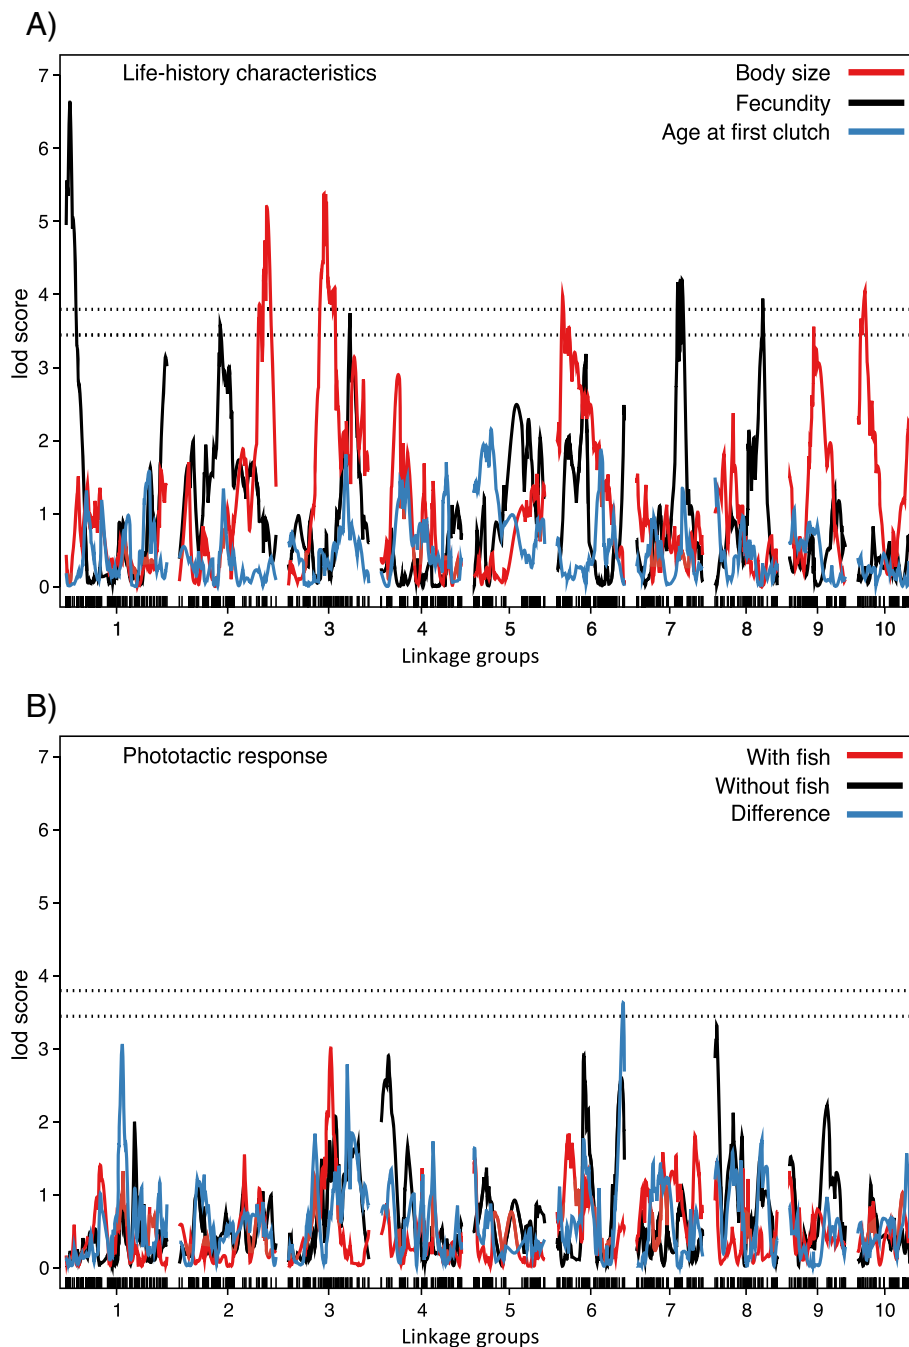 A)
Life-history characteristics
Body size
Fecundity
Age at first clutch
7
6
5
4
3
2
1
0
lod score
1 2 3 4 5 6 7 8 9 10
Linkage groups
B)
Phototactic response
With fish
Without fish
Difference
7
6
5
4
3
2
1
0
lod score
1 2 3 4 5 6 7 8 9 10
Linkage groups